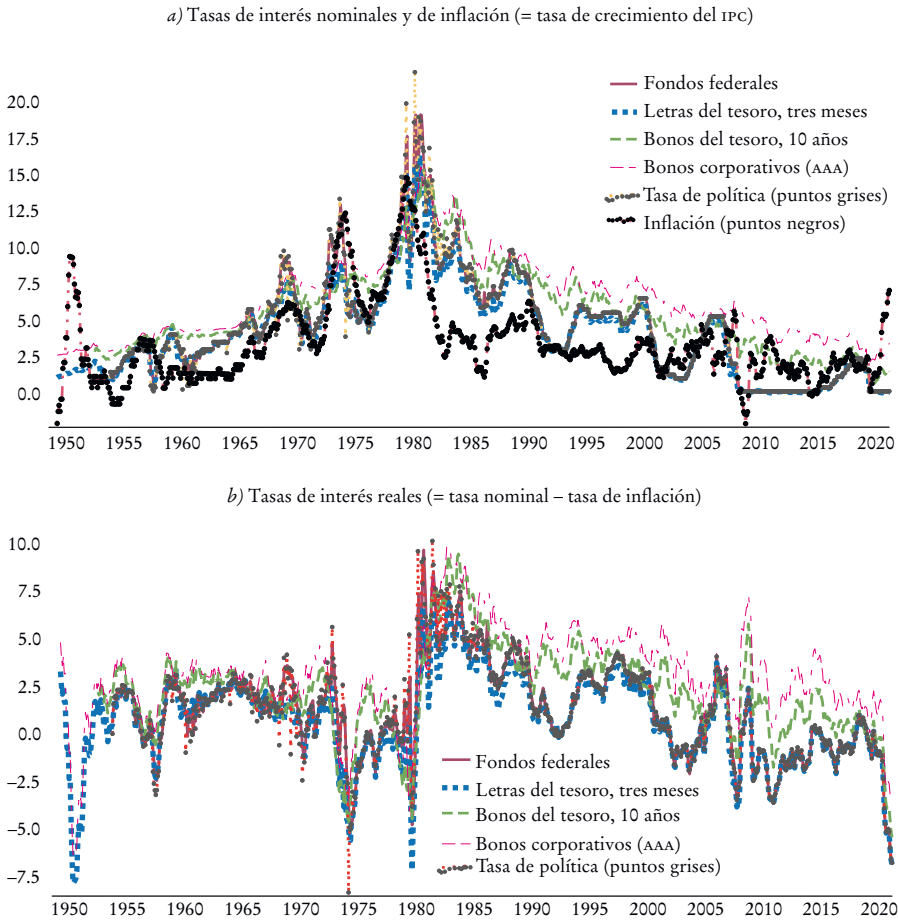 a) Tasas de interés nominales y de inflación (= tasa de crecimiento del IPC)
20.0
17.5
15.0
12.5
10.0
7.5
5.0
2.5
0.0
Fondos federales
Letras del tesoro, tres meses
Bonos del tesoro, 10 años
Bonos corporativos (AAA)
Tasa de política (puntos grises)
Inflación (puntos negros)
1950 1955 1960 1965 1970 1975 1980 1985 1990 1995 2000 2005 2010 2015 2020
b) Tasas de interés reales (= tasa nominal – tasa de inflación)
10.0
7.5
5.0
2.5
0.0
–2.5
–5.0
–7.5
Fondos federales
Letras del tesoro, tres meses
Bonos del tesoro, 10 años
Bonos corporativos (AAA)
Tasa de política (puntos grises)
1950 1955 1960 1965 1970 1975 1980 1985 1990 1995 2000 2005 2010 2015 2020